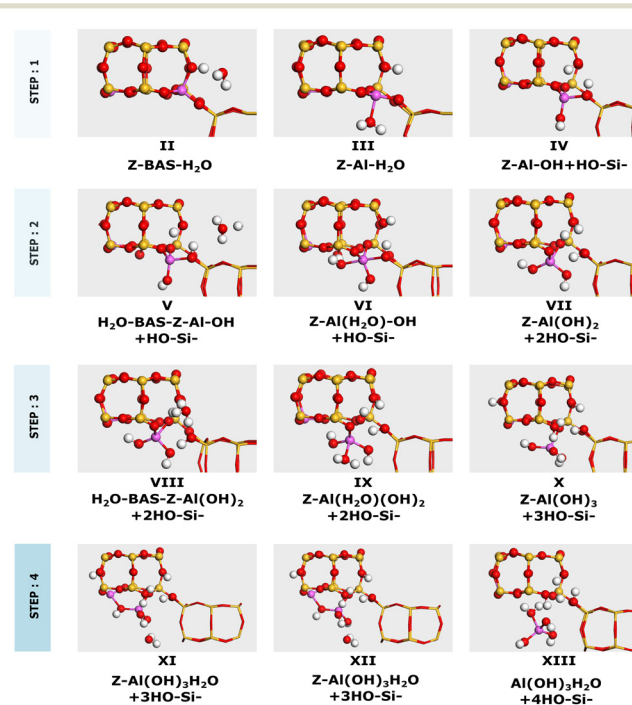 STEP : 1
II
Z-BAS-H₂O
III
Z-Al-H₂O
IV
Z-Al-OH+HO-Si-
STEP : 2
V
H₂O-BAS-Z-Al-OH
+HO-Si-
VI
Z-Al(H₂O)-OH
+HO-Si-
VII
Z-Al(OH)₂
+2HO-Si-
STEP : 3
VIII
H₂O-BAS-Z-Al(OH)₂
+2HO-Si-
IX
Z-Al(H₂O)(OH)₂
+2HO-Si-
X
Z-Al(OH)₃
+3HO-Si-
STEP : 4
XI
Z-Al(OH)₃H₂O
+3HO-Si-
XII
Z-Al(OH)₃H₂O
+3HO-Si-
XIII
Al(OH)₃H₂O
+4HO-Si-